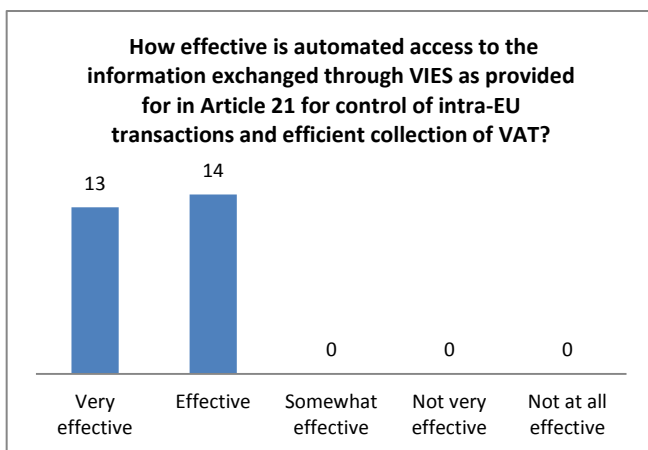 How effective is automated access to the
information exchanged through VIES as provided
for in Article 21 for control of intra-EU
transactions and efficient collection of VAT?
13
14
0
0
0
Very
effective
Effective
Somewhat
effective
Not very
effective
Not at all
effective